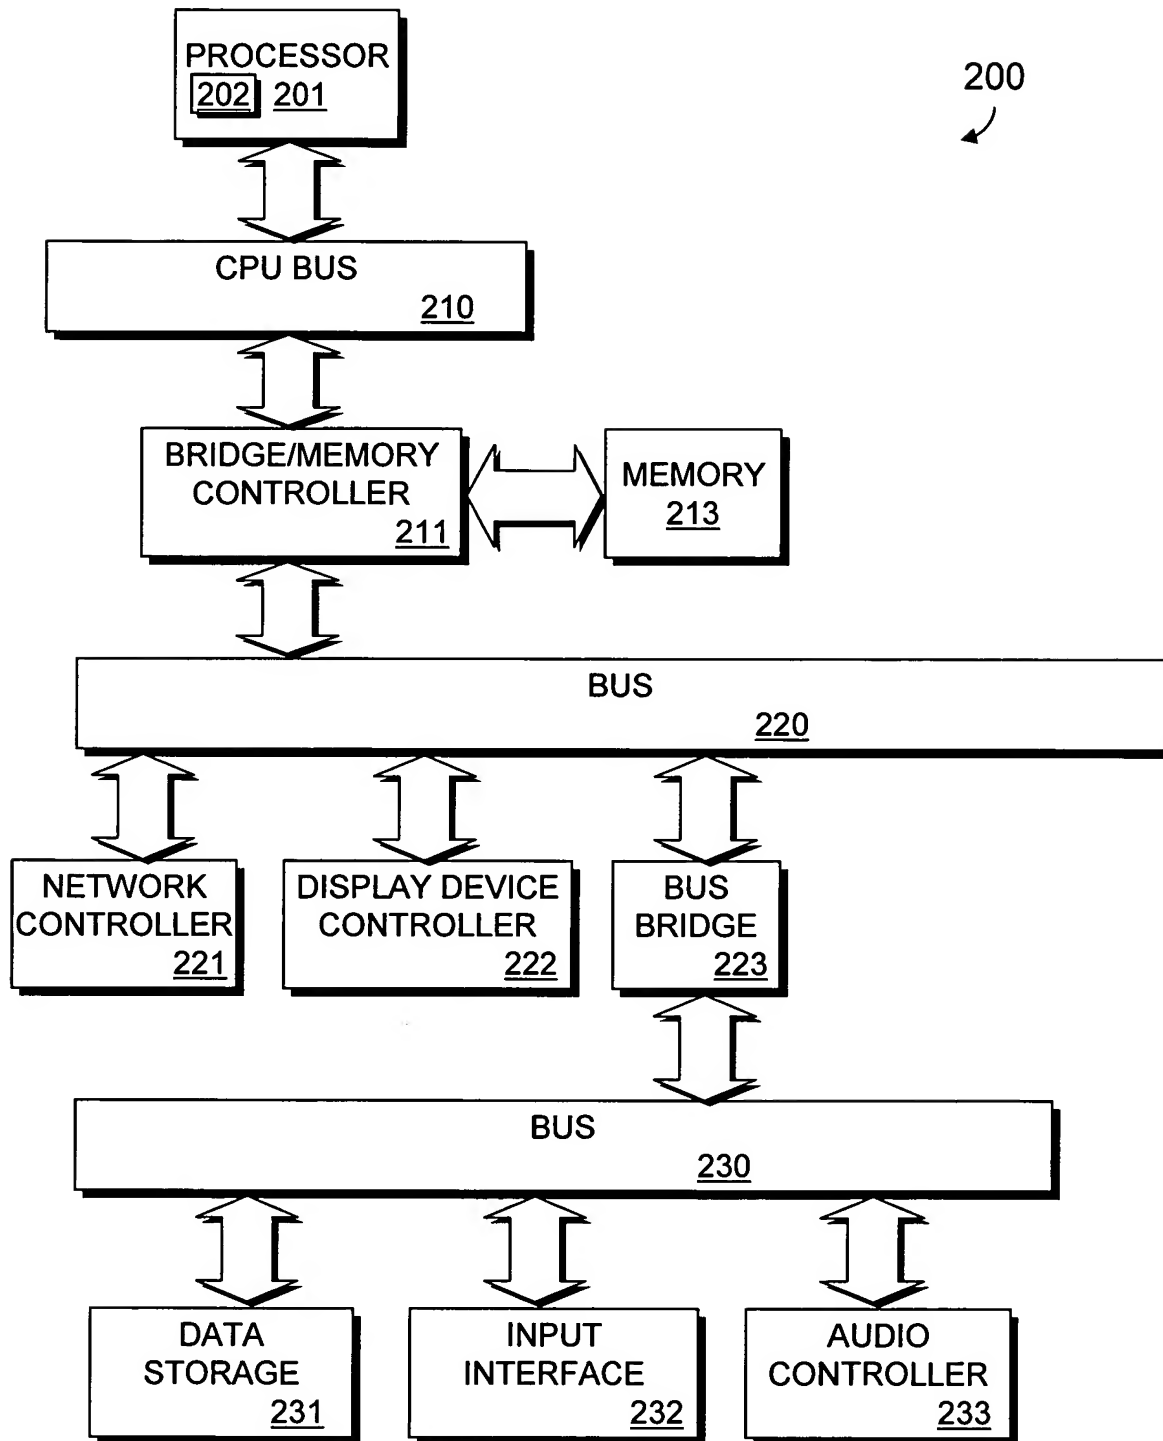 PROCESSOR
202 201
200
CPU BUS
210
BRIDGE/MEMORY
CONTROLLER
211
MEMORY
213
BUS
220
NETWORK
CONTROLLER
221
DISPLAY DEVICE
CONTROLLER
222
BUS
BRIDGE
223
BUS
230
DATA
STORAGE
231
INPUT
INTERFACE
232
AUDIO
CONTROLLER
233